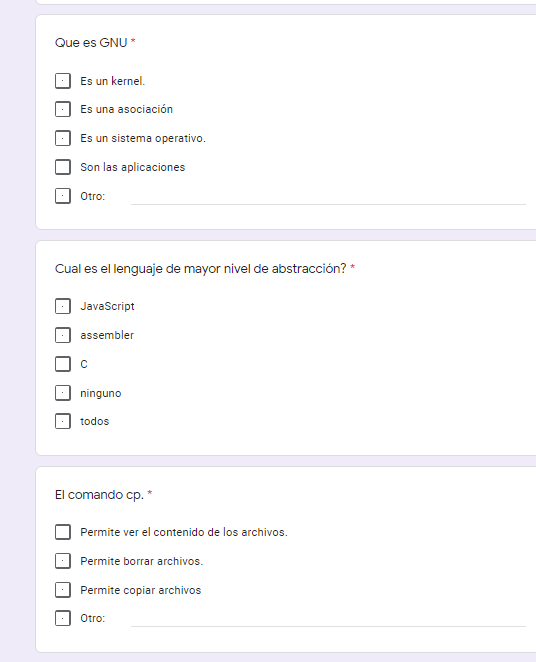 Que es GNU *
Es un kernel.
Es una asociación
Es un sistema operativo.
Son las aplicaciones
Otro:
Cual es el lenguaje de mayor nivel de abstracción? *
JavaScript
assembler
C
ninguno
todos
El comando cp. *
Permite ver el contenido de los archivos.
Permite borrar archivos.
Permite copiar archivos
Otro: